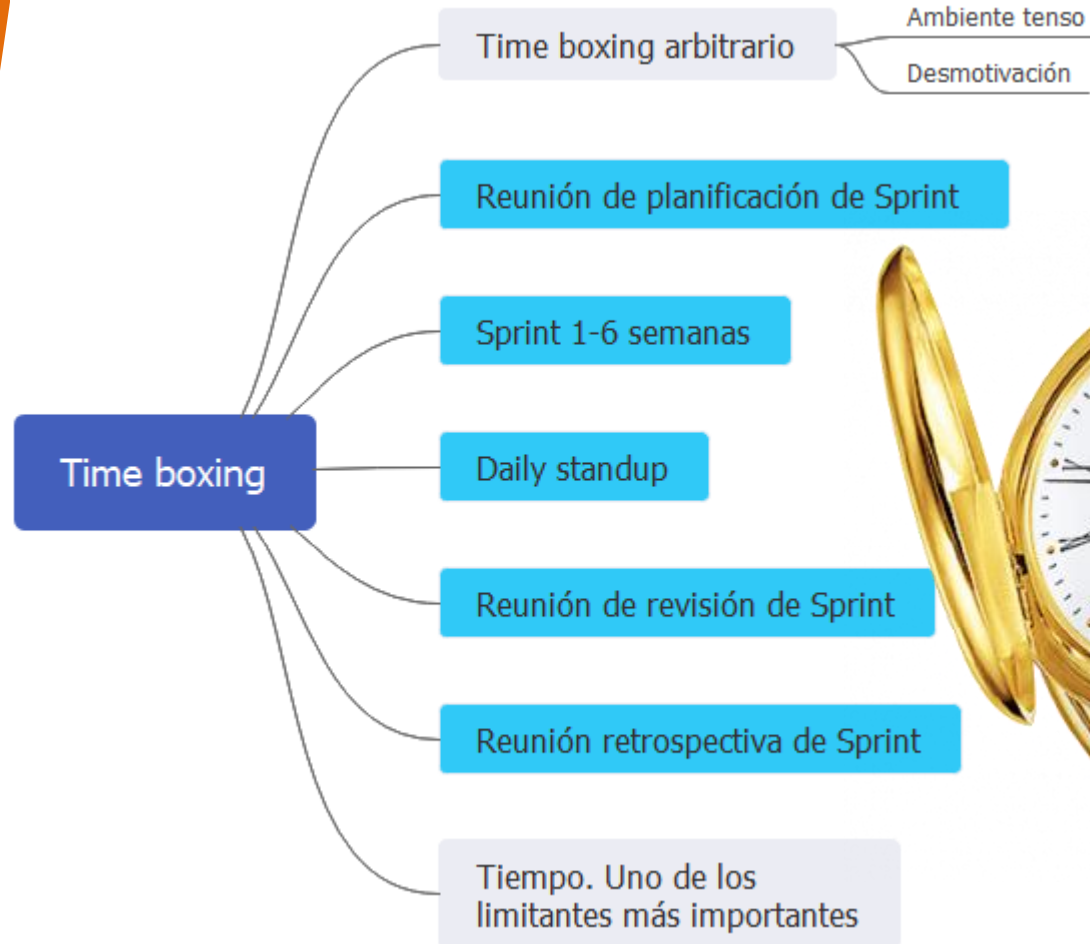 Time boxing arbitrario
Ambiente tenso
Desmotivación
Reunión de planificación de Sprint
Sprint 1-6 semanas
Time boxing
Daily standup
Reunión de revisión de Sprint
Reunión retrospectiva de Sprint
Tiempo. Uno de los
limitantes más importantes